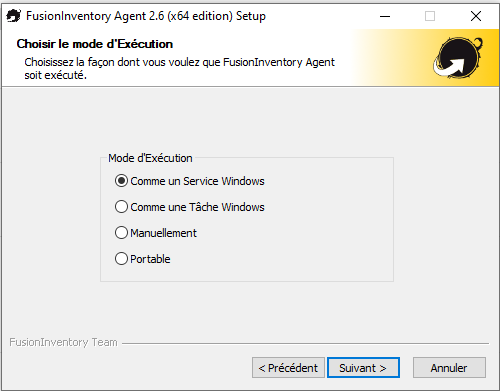 FusionInventory Agent 2.6 (x64 edition) Setup
Choisir le mode d'Exécution
Choisissez la façon dont vous voulez que FusionInventory Agent
soit exécuté.
Mode d'Exécution
Comme un Service Windows
Comme une Tâche Windows
Manuellement
Portable
FusionInventory Team
< Précédent
Suivant >
Annuler